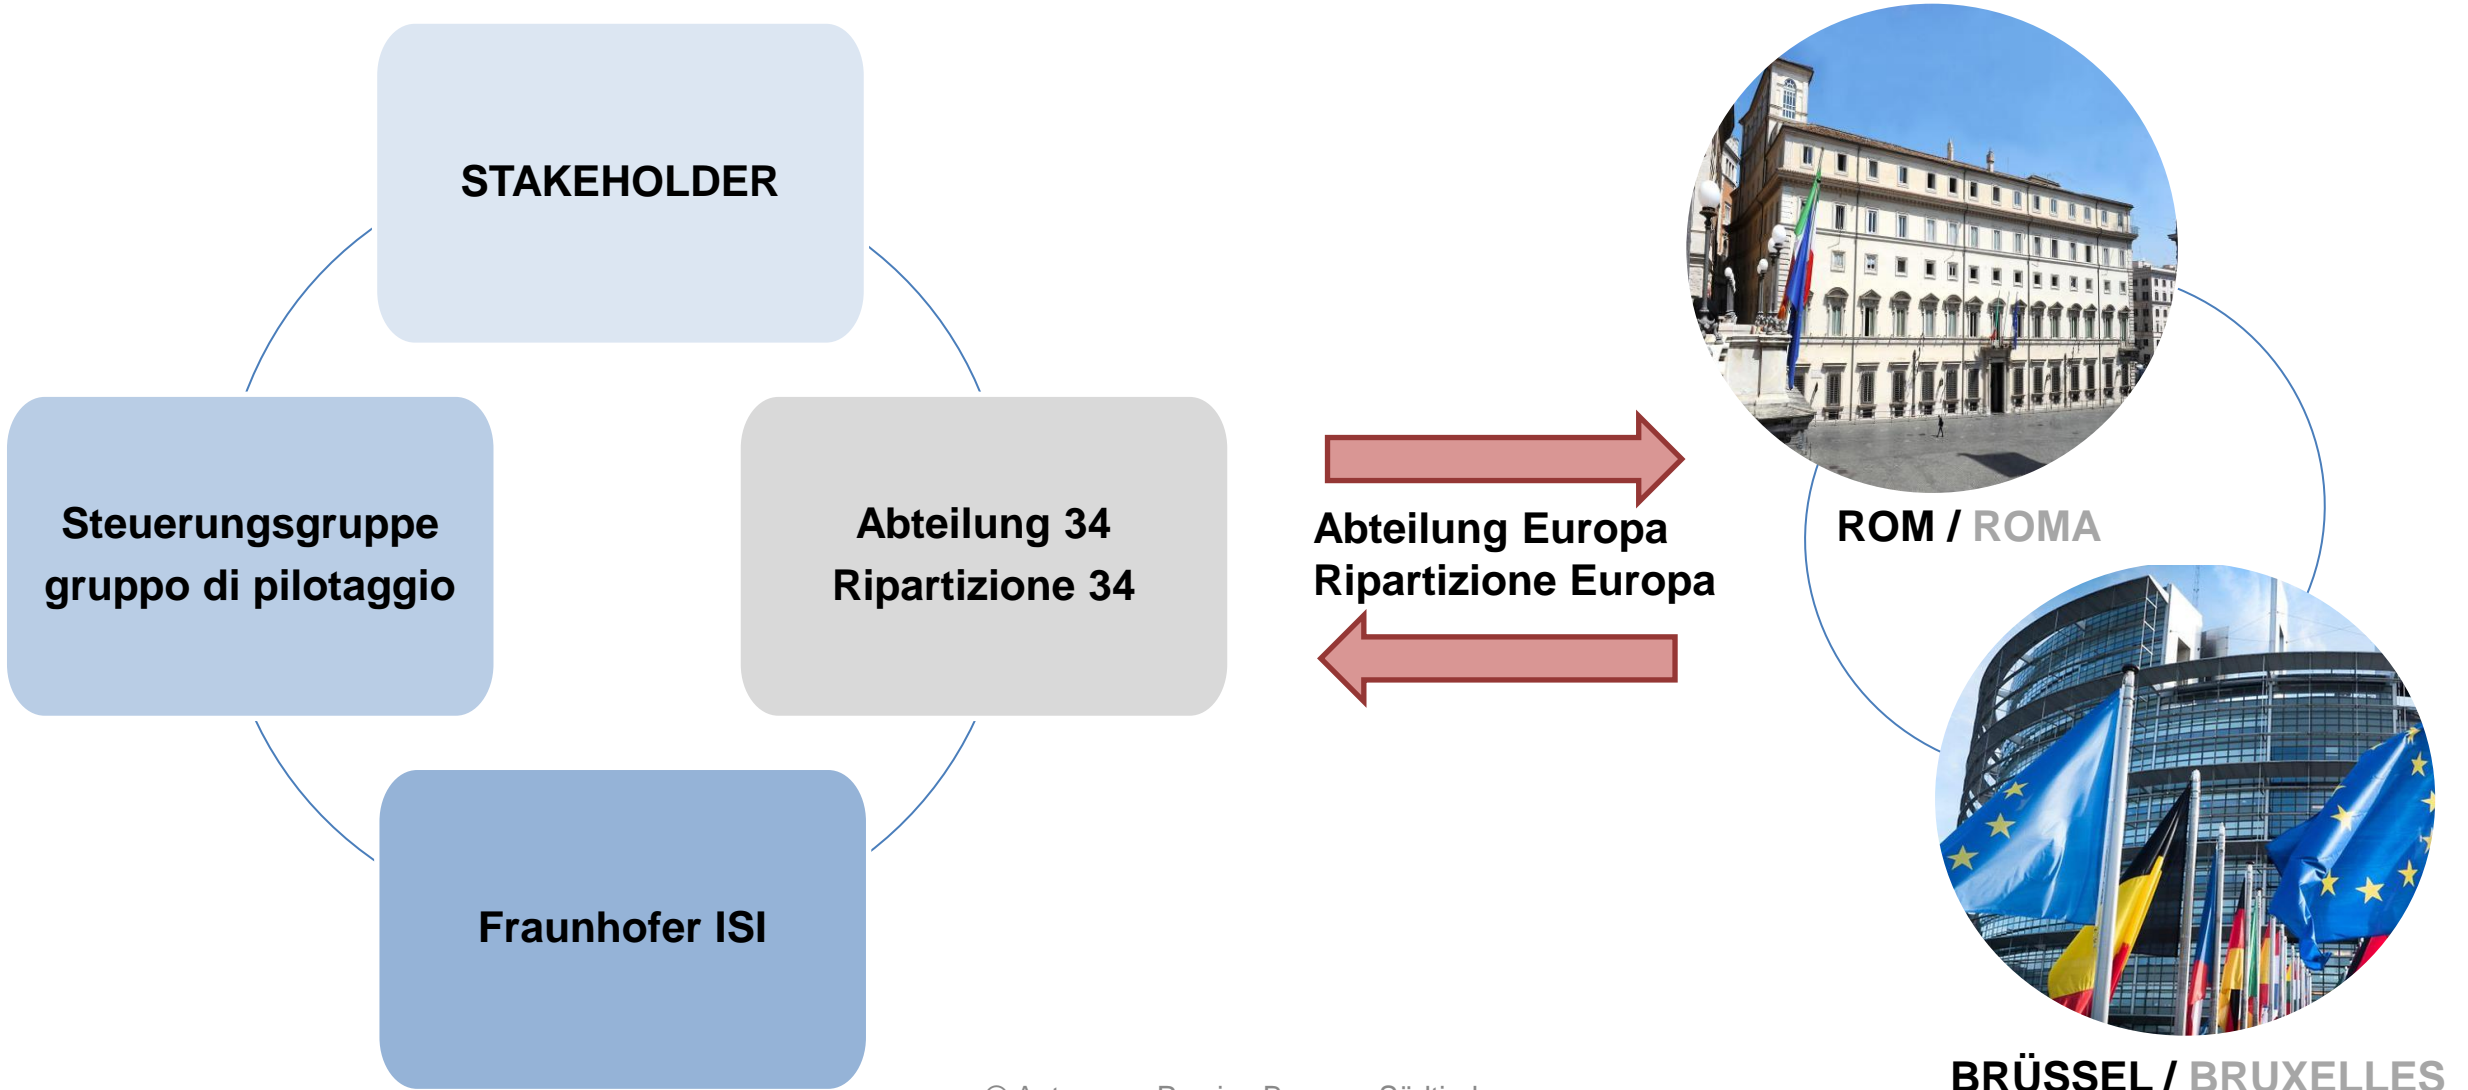 STAKEHOLDER
Steuerungsgruppe
gruppo di pilotaggio
Abteilung 34
Ripartizione 34
Fraunhofer ISI
Abteilung Europa
Ripartizione Europa
ROM / ROMA
BRÜSSEL / BRUXELLES